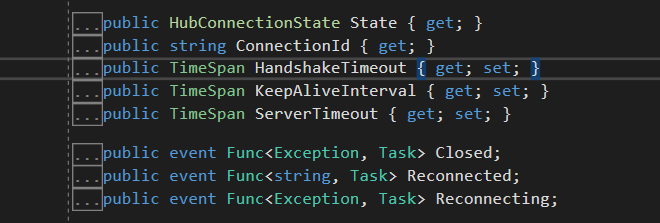 ...public HubConnectionState State { get; }
...public string ConnectionId { get; }
...public TimeSpan HandshakeTimeout { get; set; }
...public TimeSpan KeepAliveInterval { get; set; }
...public TimeSpan ServerTimeout { get; set; }
...public event Func<Exception, Task> Closed;
...public event Func<string, Task> Reconnected;
...public event Func<Exception, Task> Reconnecting;